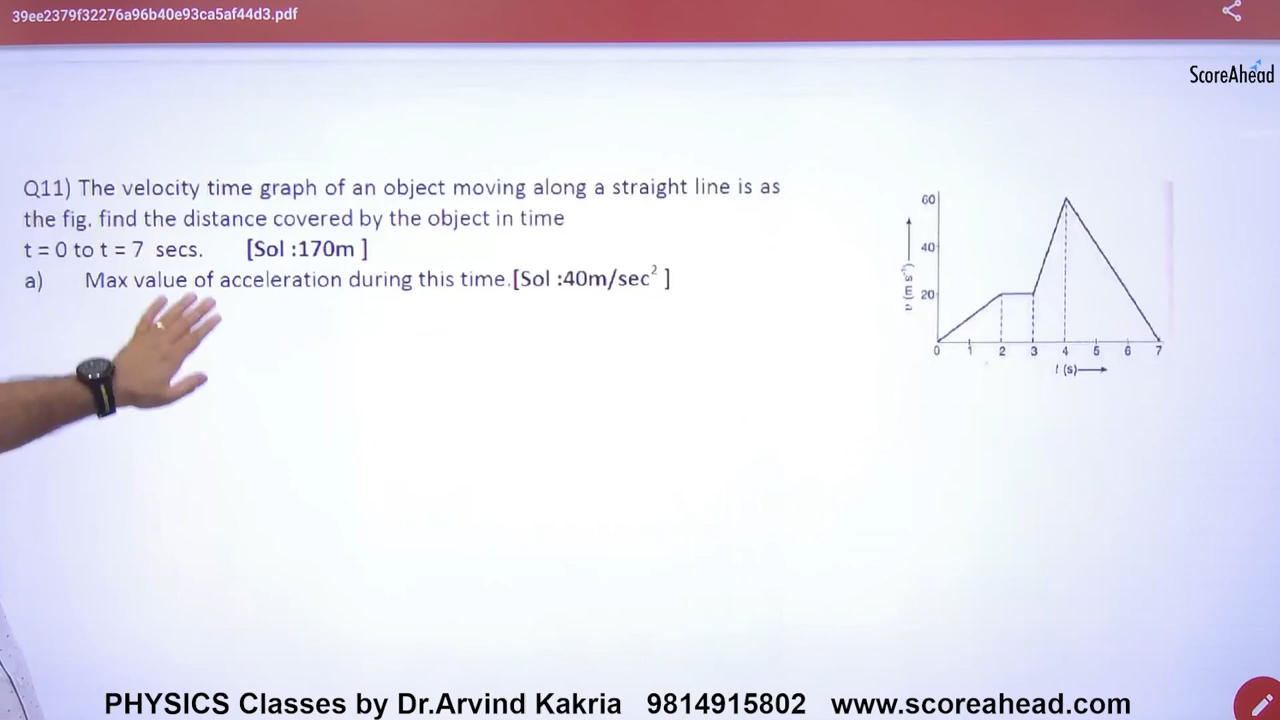 39ee2379f32276a96b40e93ca5af44d3.pdf
ScoreAhead
Q11) The velocity time graph of an object moving along a straight line is as
the fig. find the distance covered by the object in time
t = 0 to t = 7 secs. [Sol :170m ]
a) Max value of acceleration during this time.[Sol :40m/sec² ]
60
40
20
υ (m s⁻¹)
0 1 2 3 4 5 6 7
t (s)
PHYSICS Classes by Dr.Arvind Kakria 9814915802 www.scoreahead.com